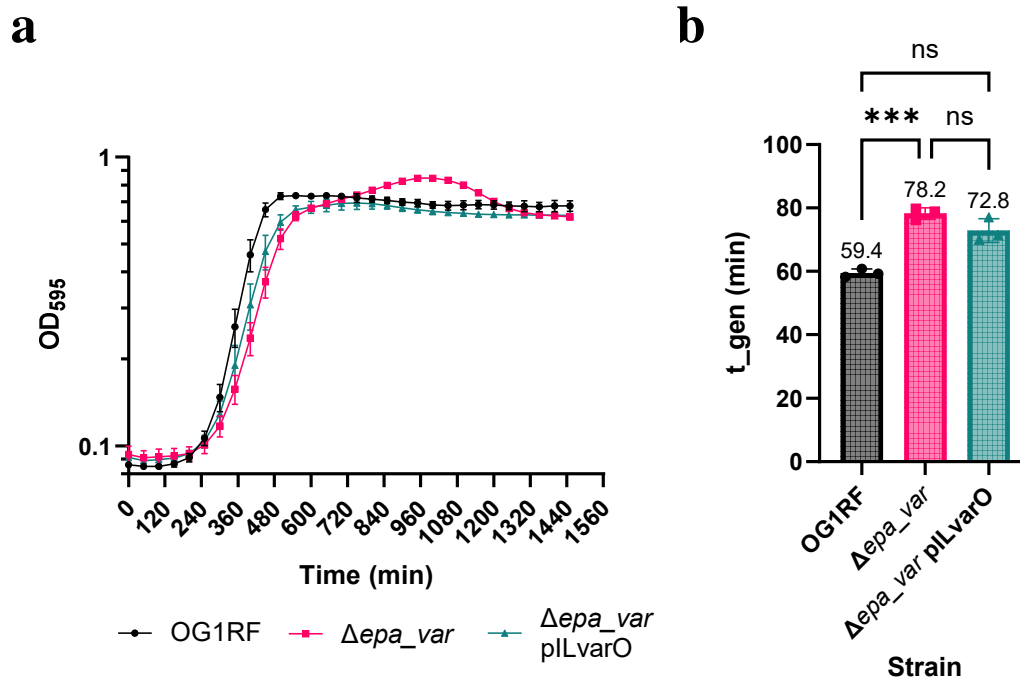 a
1
0.1
OD595
0
120
240
360
480
600
720
840
960
1080
1200
1320
1440
1560
Time (min)
OG1RF
Δepa_var
Δepa_var
pILvarO
b
ns
***
ns
100
80
60
40
20
0
t_gen (min)
59.4
78.2
72.8
OG1RF
Δepa_var
Δepa_var pILvarO
Strain